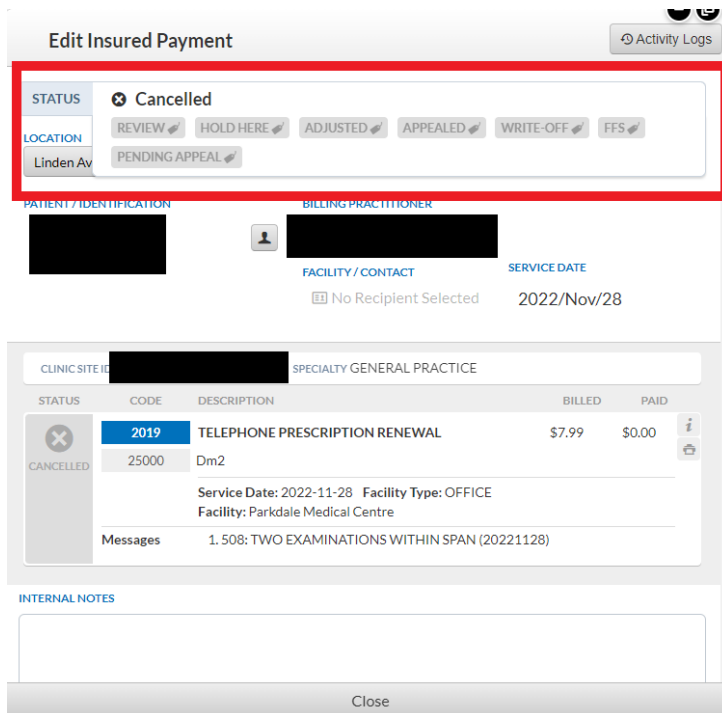 Edit Insured Payment
Activity Logs
STATUS
Cancelled
REVIEW HOLD HERE ADJUSTED APPEALED WRITE-OFF FFS
PENDING APPEAL
LOCATION
Linden Av
PATIENT / IDENTIFICATION
BILLING PRACTITIONER
FACILITY / CONTACT
SERVICE DATE
No Recipient Selected
2022/Nov/28
CLINIC SITE ID
SPECIALTY GENERAL PRACTICE
STATUS CODE DESCRIPTION BILLED PAID
2019 TELEPHONE PRESCRIPTION RENEWAL $7.99 $0.00
CANCELLED
25000 Dm2
Service Date: 2022-11-28 Facility Type: OFFICE
Facility: Parkdale Medical Centre
Messages 1. 508: TWO EXAMINATIONS WITHIN SPAN (20221128)
INTERNAL NOTES
Close